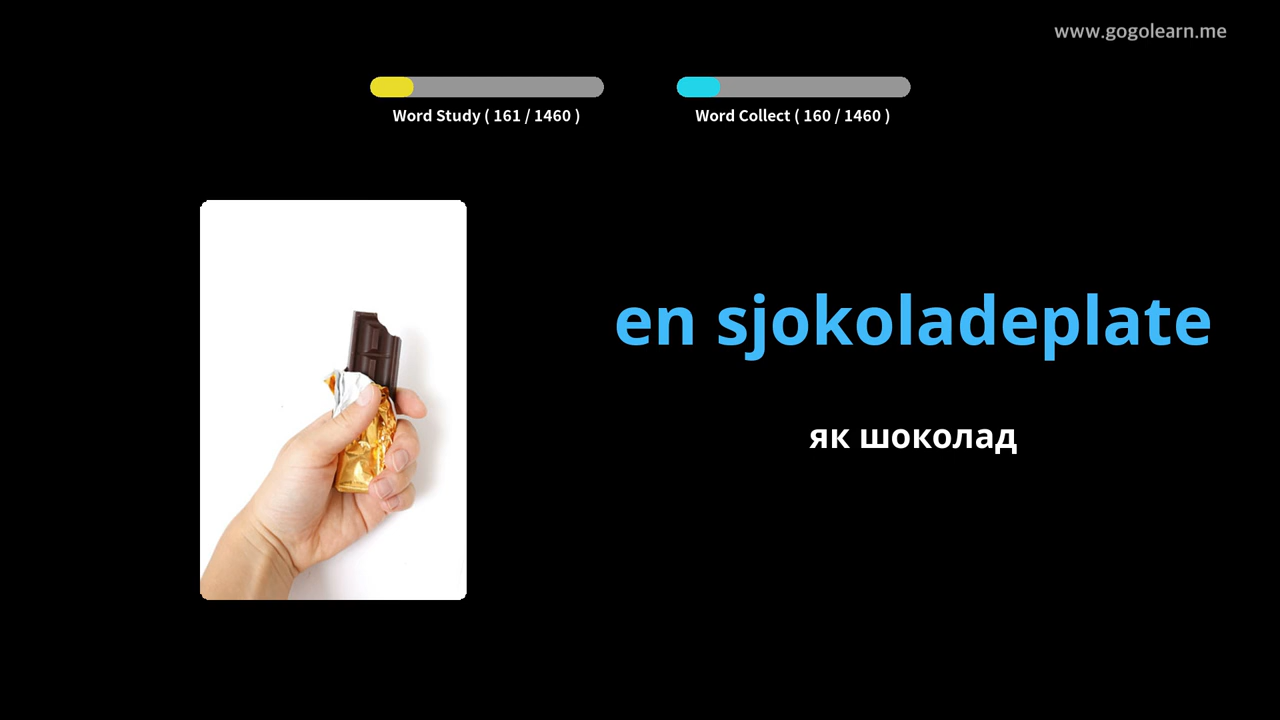 www.gogolearn.me
Word Study ( 161 / 1460 )
Word Collect ( 160 / 1460 )
en sjokoladeplate
як шоколад